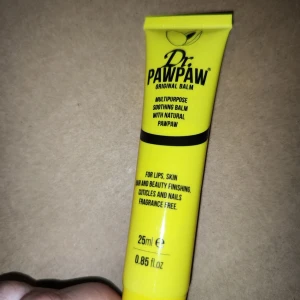 Dr.
PAWPAW
ORIGINAL BALM
MULTIPURPOSE
SOOTHING BALM
WITH NATURAL
PAWPAW
FOR LIPS, SKIN
AND BEAUTY FINISHING,
CUTICLES AND NAILS
FRAGRANCE FREE.
25ml e
0.85 fl.oz